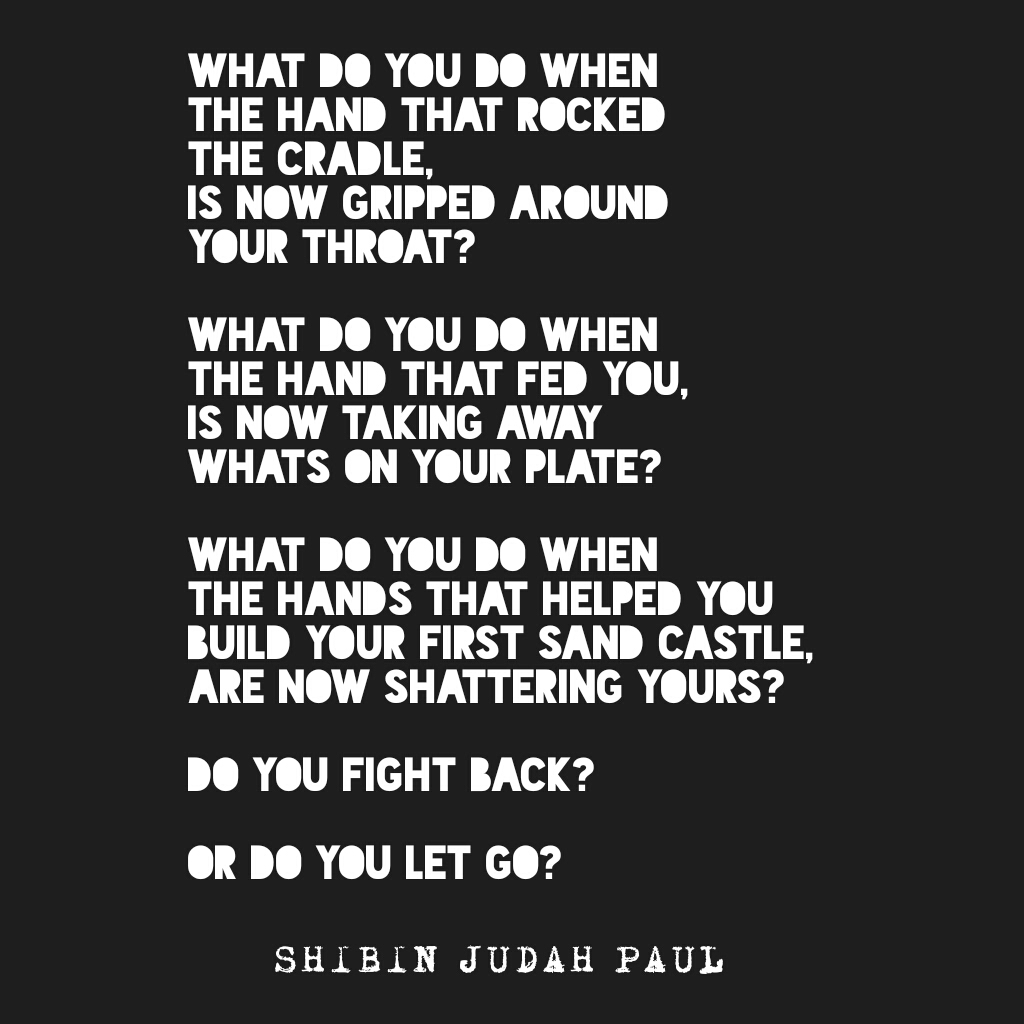 WHAT DO YOU DO WHEN
THE HAND THAT ROCKED
THE CRADLE,
IS NOW GRIPPED AROUND
YOUR THROAT?
WHAT DO YOU DO WHEN
THE HAND THAT FED YOU,
IS NOW TAKING AWAY
WHATS ON YOUR PLATE?
WHAT DO YOU DO WHEN
THE HANDS THAT HELPED YOU
BUILD YOUR FIRST SAND CASTLE,
ARE NOW SHATTERING YOURS?
DO YOU FIGHT BACK?
OR DO YOU LET GO?
SHIBIN JUDAH PAUL